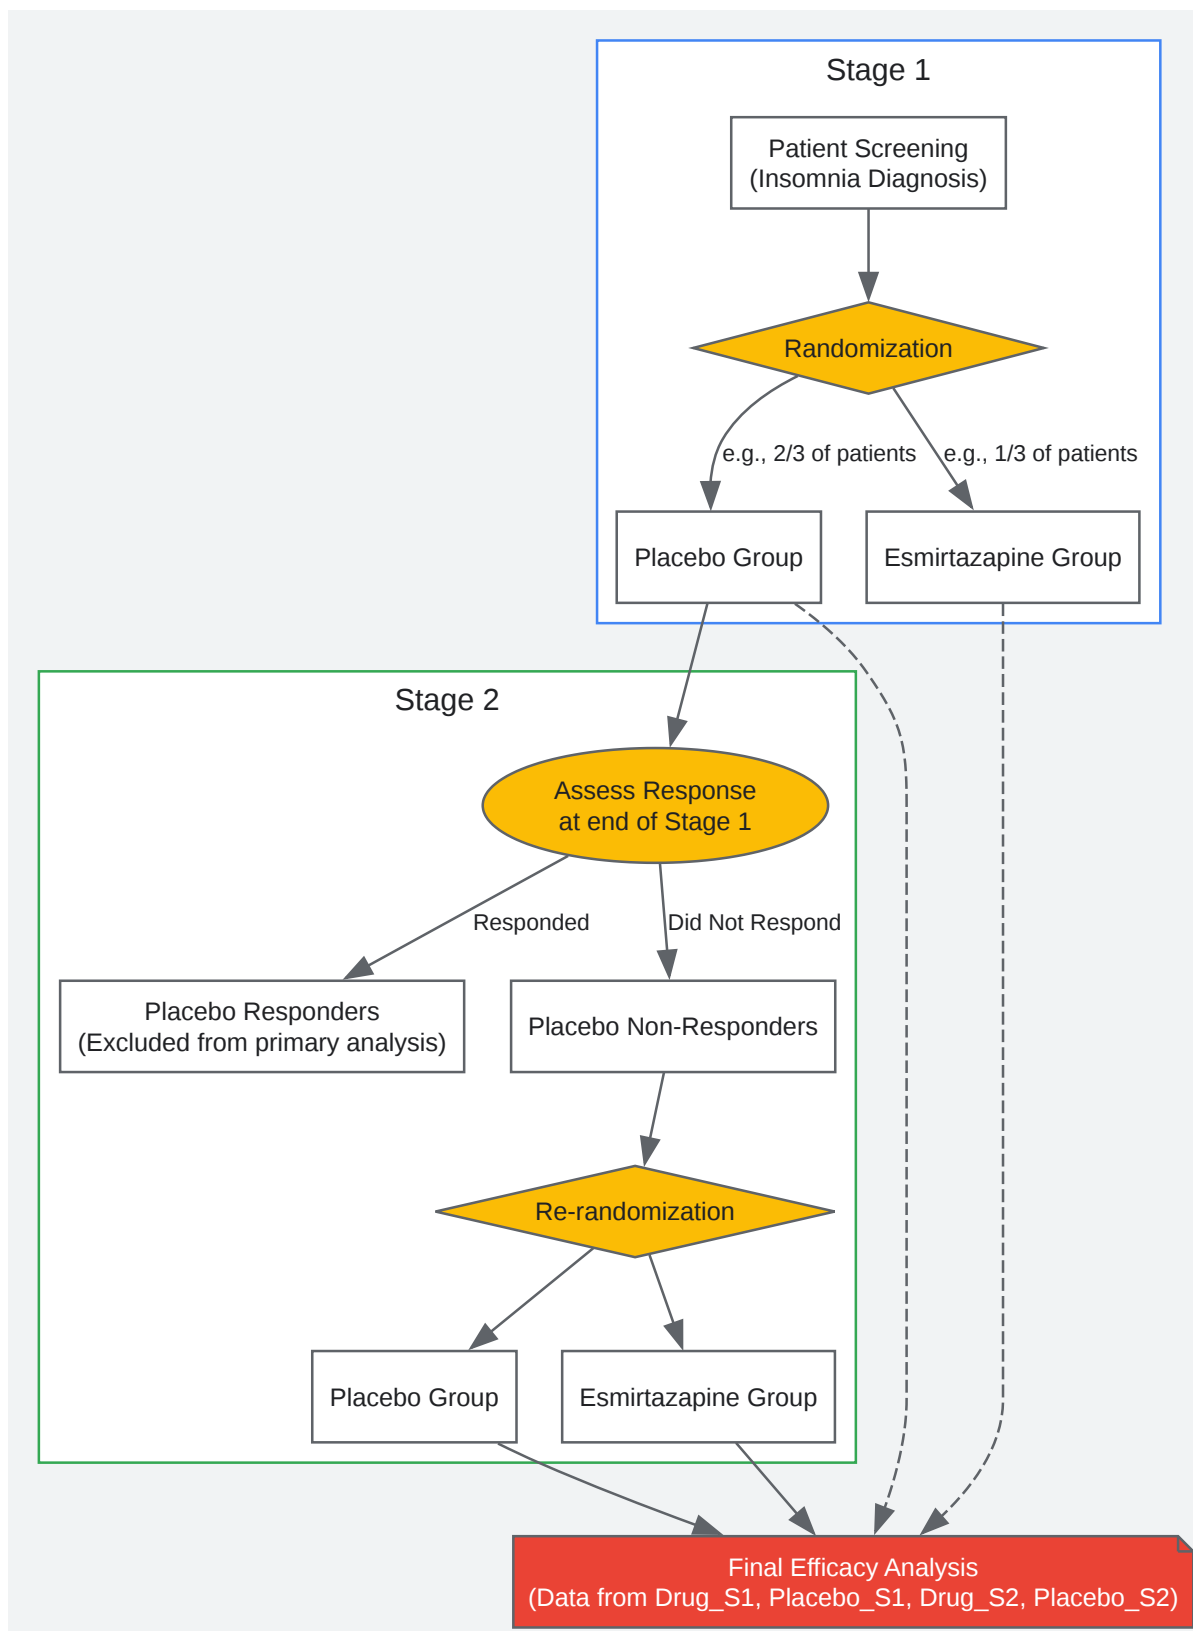 Stage 1
Patient Screening
(Insomnia Diagnosis)
Randomization
e.g., 2/3 of patients
e.g., 1/3 of patients
Placebo Group
Esmirtazapine Group
Stage 2
Assess Response
at end of Stage 1
Responded
Did Not Respond
Placebo Responders
(Excluded from primary analysis)
Placebo Non-Responders
Re-randomization
Placebo Group
Esmirtazapine Group
Final Efficacy Analysis
(Data from Drug_S1, Placebo_S1, Drug_S2, Placebo_S2)